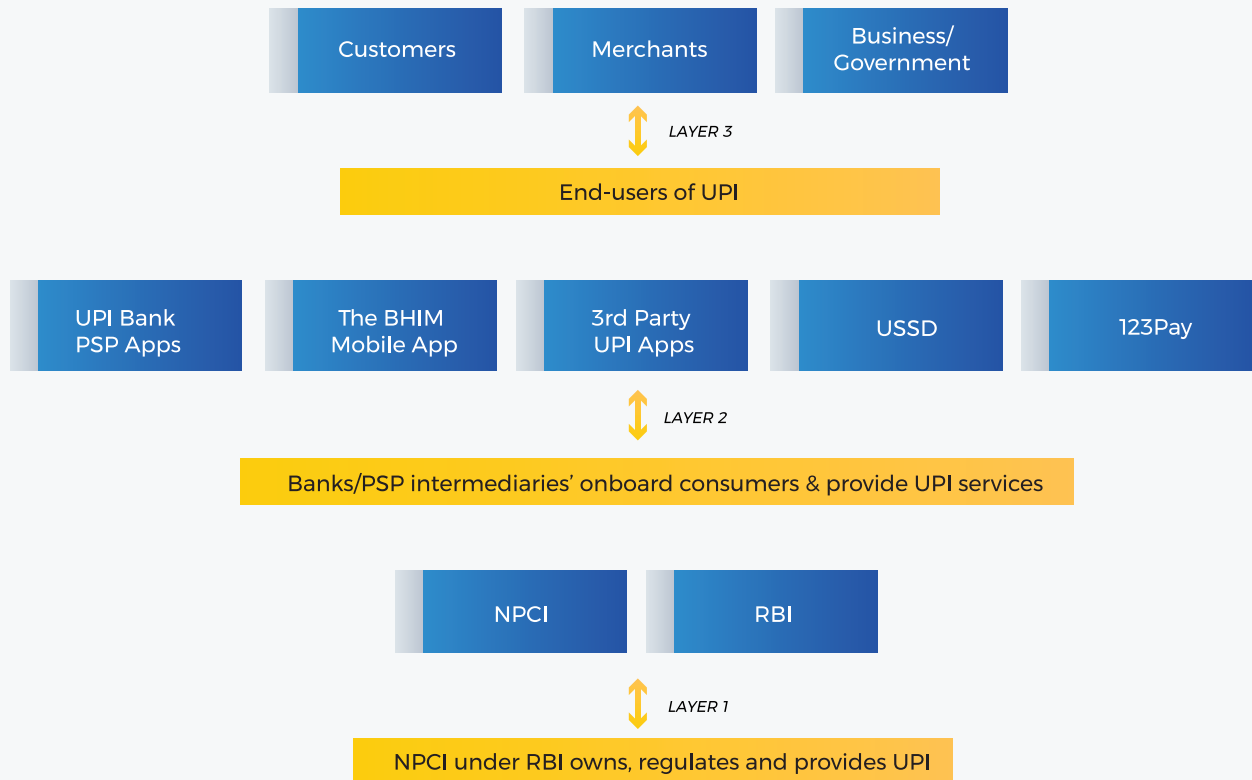 Customers
Merchants
Business/
Government
LAYER 3
End-users of UPI
UPI Bank
PSP Apps
The BHIM
Mobile App
3rd Party
UPI Apps
USSD
123Pay
LAYER 2
Banks/PSP intermediaries’ onboard consumers & provide UPI services
NPCI
RBI
LAYER 1
NPCI under RBI owns, regulates and provides UPI